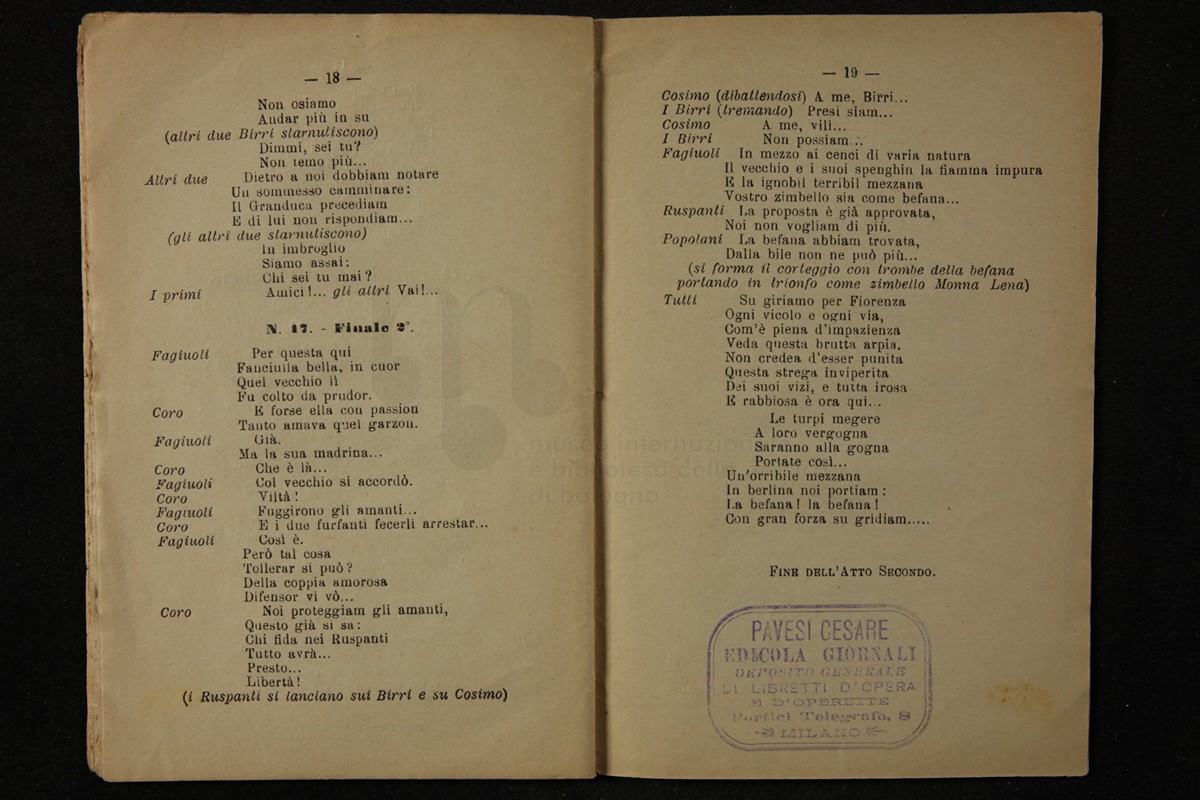 — 18 —
Non osiamo
Andar più in su
(altri due Birri starnutiscono)
Dimmi, sei tu?
Non temo più...
Altri due Dietro a noi dobbiam notare
Un sommesso camminare:
Il Granduca precediam
E di lui non rispondiam...
(gli altri due starnutiscono)
In imbroglio
Siamo assai:
Chi sei tu mai?
I primi Amici!... gli altri Vai!...
N. 17. - Finale 2°.
Fagiuoli Per questa qui
Fanciulla bella, in cuor
Quel vecchio lì
Fu colto da prudor.
Coro E forse ella con passion
Tanto amava quel garzon.
Fagiuoli Già.
Ma la sua madrina...
Coro Che è là...
Fagiuoli Col vecchio si accordò.
Coro Viltà!
Fagiuoli Fuggirono gli amanti...
Coro E i due furfanti fecerli arrestar...
Fagiuoli Così è.
Però tal cosa
Tollerar si può?
Della coppia amorosa
Difensor vi vò...
Coro Noi proteggiam gli amanti,
Questo già si sa:
Chi fida nei Ruspanti
Tutto avrà...
Presto...
Libertà!
(i Ruspanti si lanciano sui Birri e su Cosimo)
— 19 —
Cosimo (dibattendosi) A me, Birri...
I Birri (tremando) Presi siam...
Cosimo A me, vili...
I Birri Non possiam...
Fagiuoli In mezzo ai cenci di varia natura
Il vecchio e i suoi spenghin la fiamma impura
E la ignobil terribil mezzana
Vostro zimbello sia come befana...
Ruspanti La proposta è già approvata,
Noi non vogliam di più.
Popolani La befana abbiam trovata,
Dalla bile non ne può più...
(si forma il corteggio con trombe della befana
portando in trionfo come zimbello Monna Lena)
Tutti Su giriamo per Fiorenza
Ogni vicolo e ogni via,
Com'è piena d'impazienza
Veda questa brutta arpia.
Non credea d'esser punita
Questa strega inviperita
Dei suoi vizi, e tutta irosa
E rabbiosa è ora qui...
Le turpi megere
A loro vergogna
Saranno alla gogna
Portate così...
Un'orribile mezzana
In berlina noi portiam:
La befana! la befana!
Con gran forza su gridiam.....
Fine dell'Atto Secondo.
PAVESI CESARE
EDICOLA GIORNALI
DEPOSITO GENERALE
DI LIBRETTI D'OPERA
E D'OPERETTE
Portici Telegrafo, 8
MILANO
museo internazion
e biblioteca della
di bologna